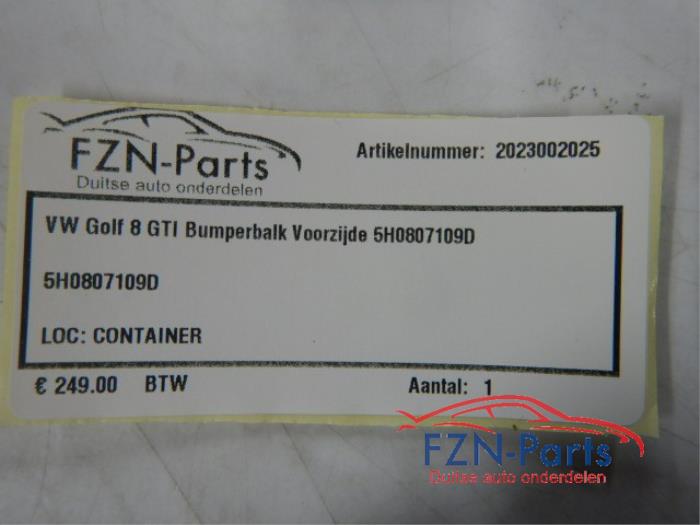 FZN-Parts
Duitse auto onderdelen
Artikelnummer: 2023002025
VW Golf 8 GTI Bumperbalk Voorzijde 5H0807109D
5H0807109D
LOC: CONTAINER
€ 249.00 BTW Aantal: 1
FZN-Parts
Duitse auto onderdelen